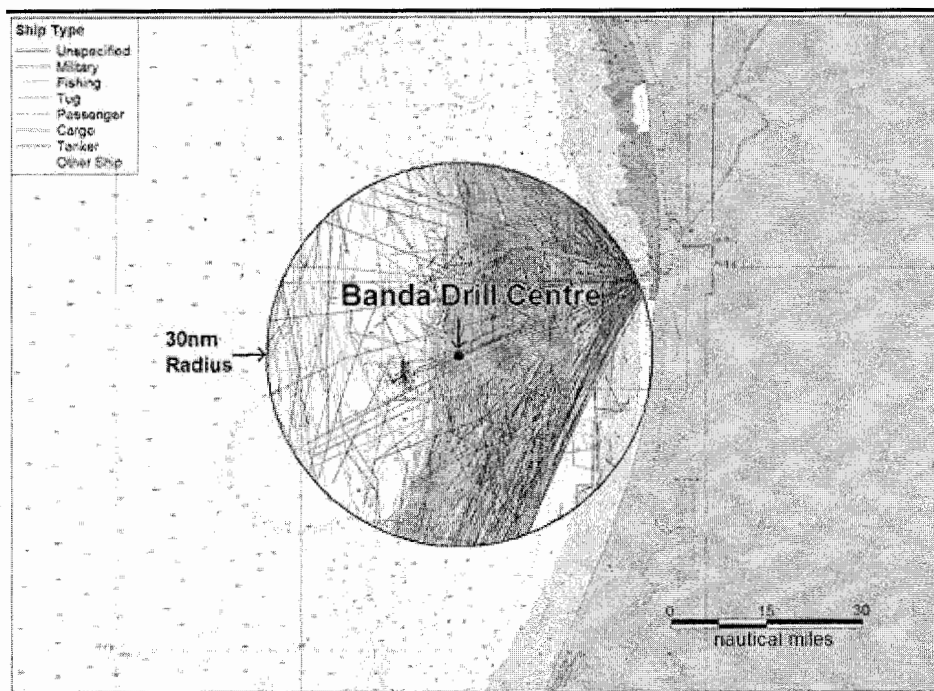 Ship Type
Unspecified
Military
Fishing
Tug
Passenger
Cargo
Tanker
Other Ship
Banda Drill Centre
30nm
Radius
0 15 30
nautical miles